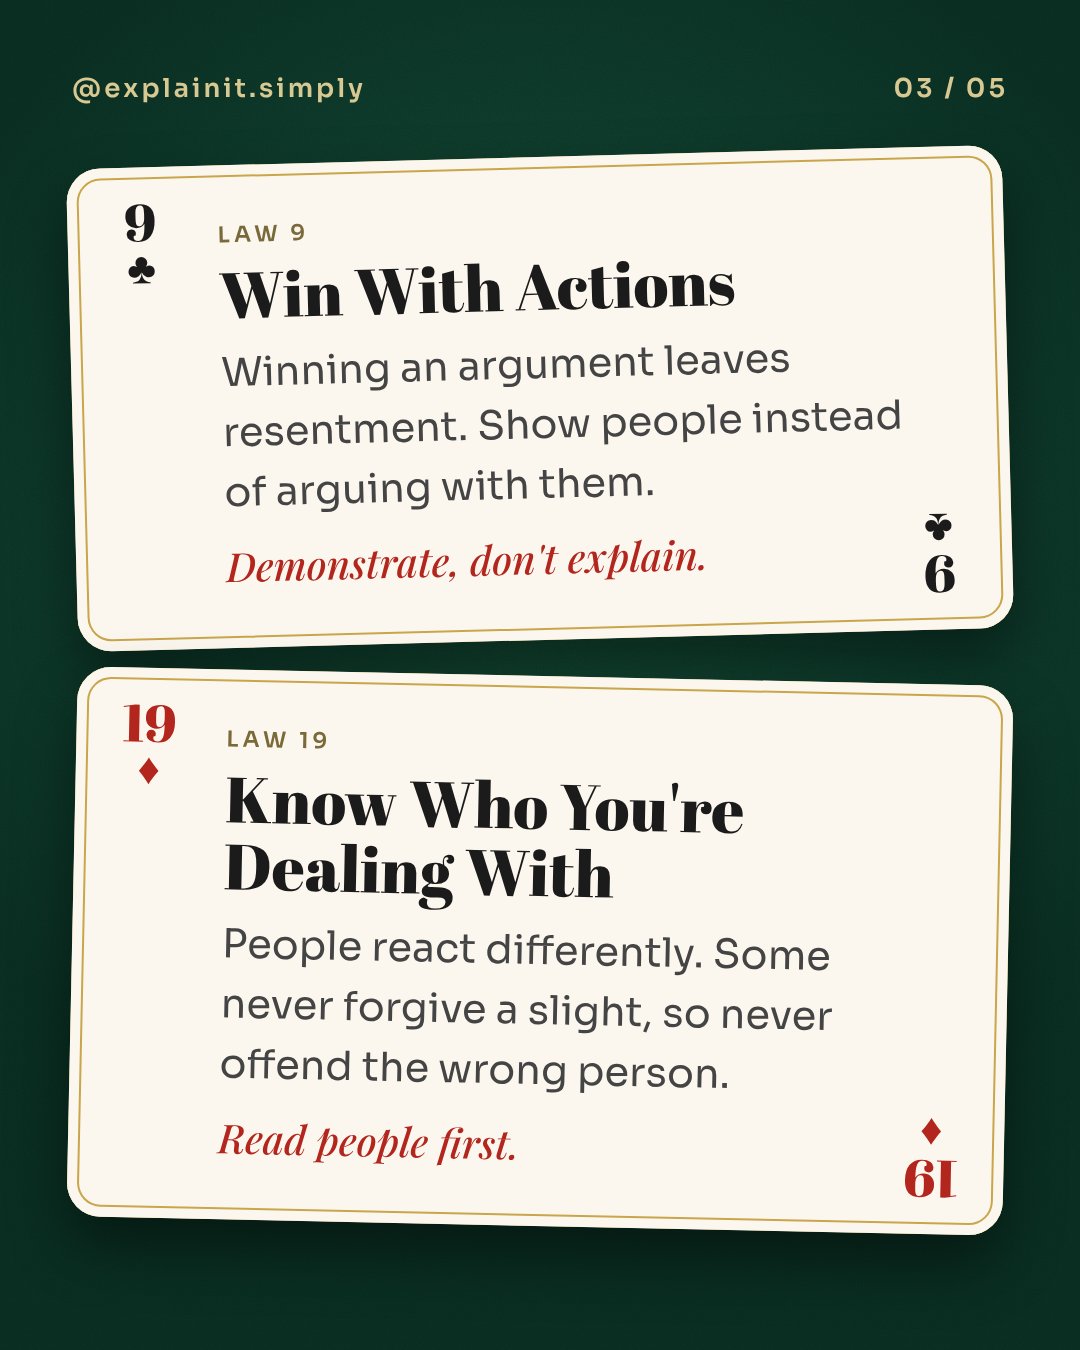 @explainit.simply
03 / 05
9
♣
LAW 9
Win With Actions
Winning an argument leaves
resentment. Show people instead
of arguing with them.
Demonstrate, don't explain.
♣
9
19
♦
LAW 19
Know Who You're
Dealing With
People react differently. Some
never forgive a slight, so never
offend the wrong person.
Read people first.
♦
19